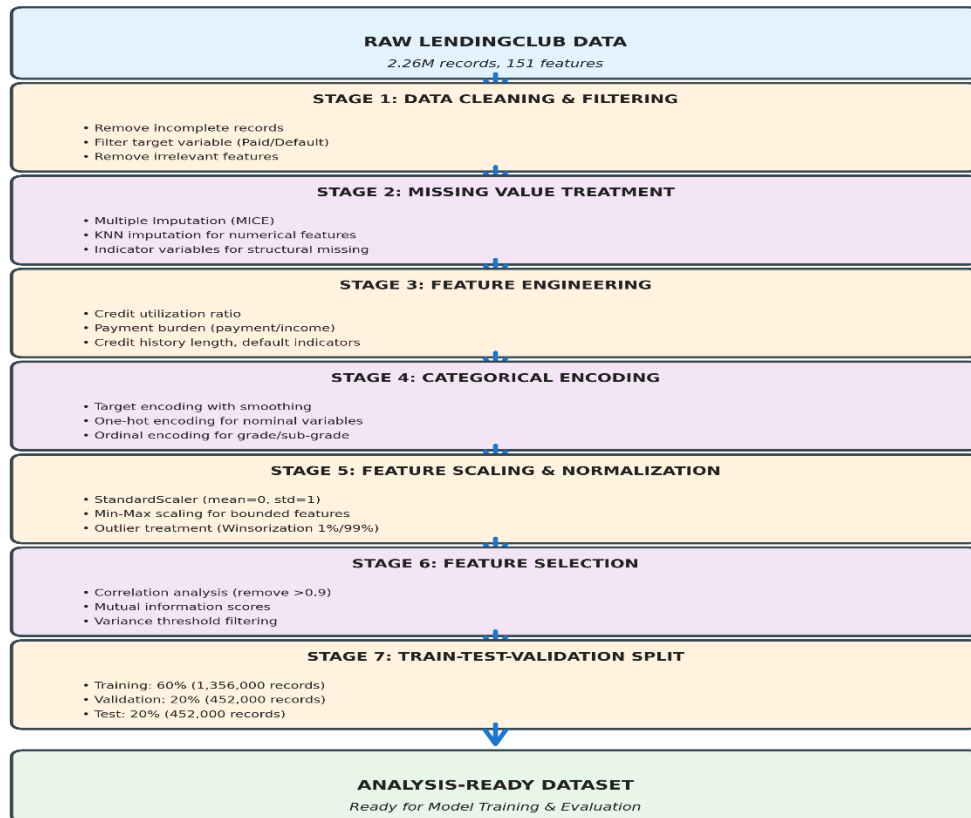 RAW LENDINGCLUB DATA
2.26M records, 151 features
STAGE 1: DATA CLEANING & FILTERING
• Remove incomplete records
• Filter target variable (Paid/Default)
• Remove irrelevant features
STAGE 2: MISSING VALUE TREATMENT
• Multiple Imputation (MICE)
• KNN imputation for numerical features
• Indicator variables for structural missing
STAGE 3: FEATURE ENGINEERING
• Credit utilization ratio
• Payment burden (payment/income)
• Credit history length, default indicators
STAGE 4: CATEGORICAL ENCODING
• Target encoding with smoothing
• One-hot encoding for nominal variables
• Ordinal encoding for grade/sub-grade
STAGE 5: FEATURE SCALING & NORMALIZATION
• StandardScaler (mean=0, std=1)
• Min-Max scaling for bounded features
• Outlier treatment (Winsorization 1%/99%)
STAGE 6: FEATURE SELECTION
• Correlation analysis (remove >0.9)
• Mutual information scores
• Variance threshold filtering
STAGE 7: TRAIN-TEST-VALIDATION SPLIT
• Training: 60% (1,356,000 records)
• Validation: 20% (452,000 records)
• Test: 20% (452,000 records)
ANALYSIS-READY DATASET
Ready for Model Training & Evaluation